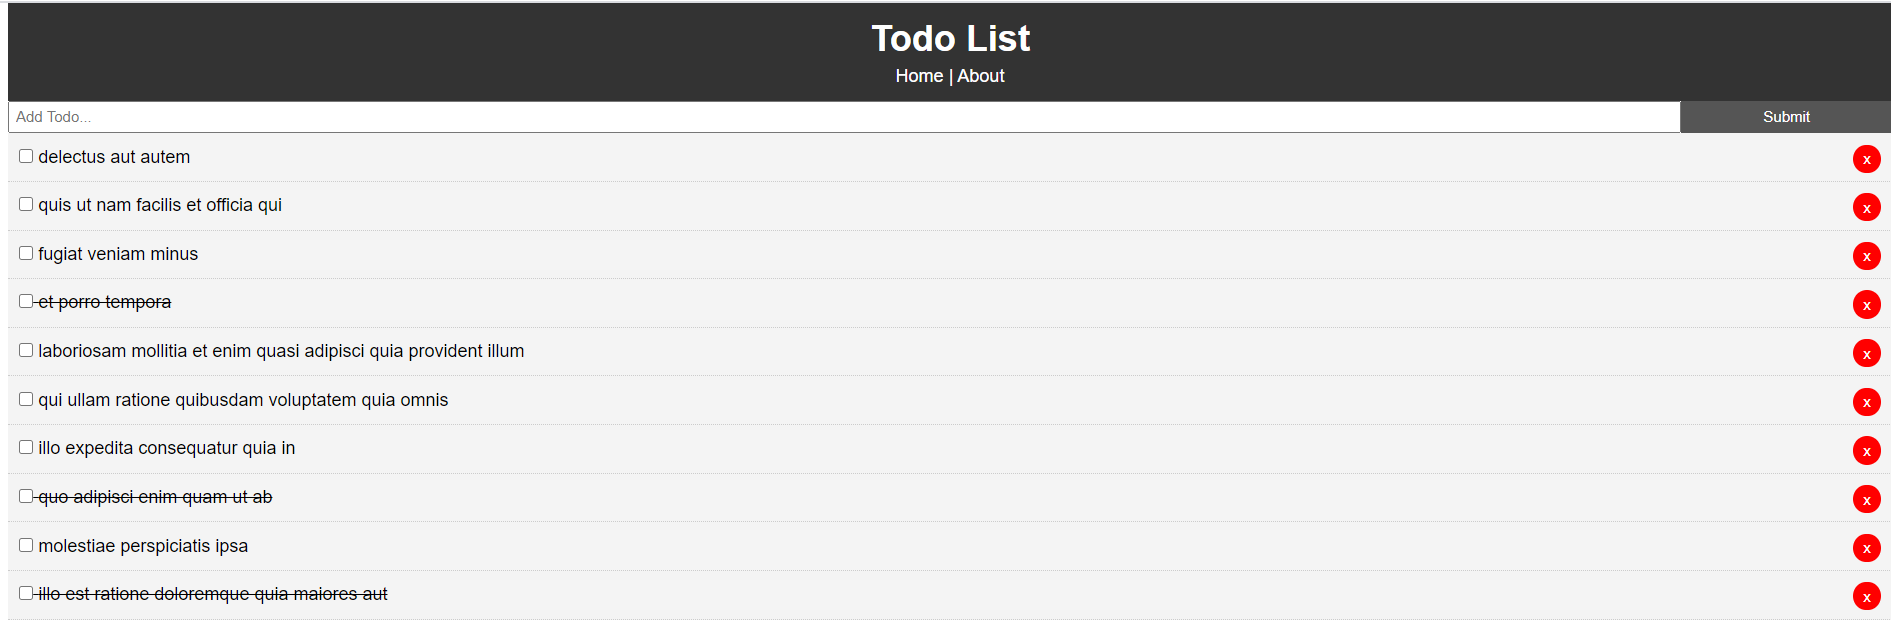 Todo List
Home | About
Add Todo... Submit
delectus aut autem x
quis ut nam facilis et officia qui x
fugiat veniam minus x
et porro tempora x
laboriosam mollitia et enim quasi adipisci quia provident illum x
qui ullam ratione quibusdam voluptatem quia omnis x
illo expedita consequatur quia in x
quo adipisci enim quam ut ab x
molestiae perspiciatis ipsa x
illo est ratione doloremque quia maiores aut x